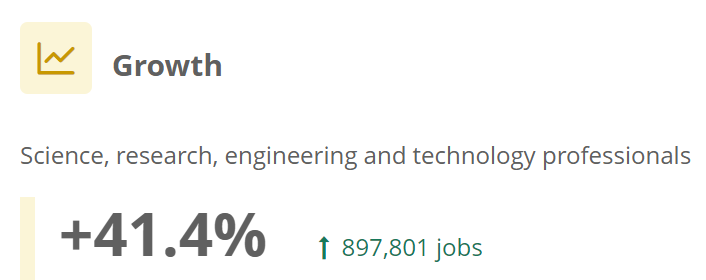 Growth
Science, research, engineering and technology professionals
+41.4% ↑ 897,801 jobs